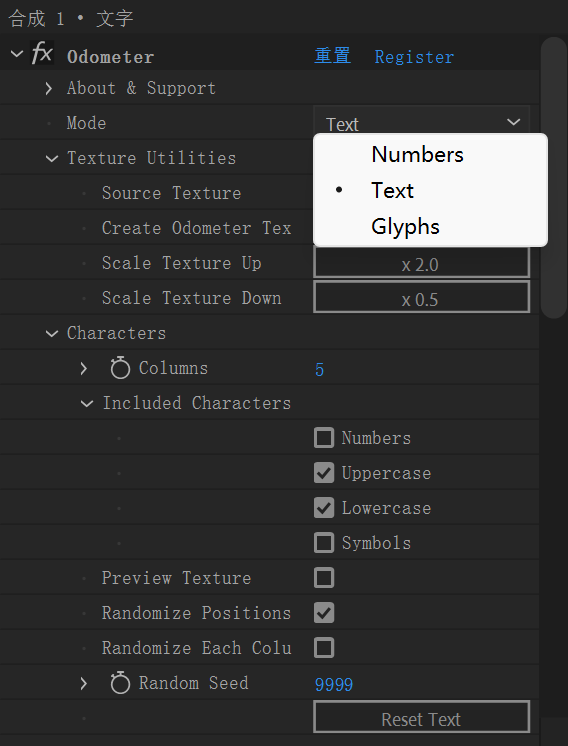 合成 1 • 文字
fx Odometer 重置 Register
About & Support
Mode Text
Numbers
Texture Utilities
Text
Source Texture
Glyphs
Create Odometer Tex
Scale Texture Up x 2.0
Scale Texture Down x 0.5
Characters
Columns 5
Included Characters
Numbers
Uppercase
Lowercase
Symbols
Preview Texture
Randomize Positions
Randomize Each Colu
Random Seed 9999
Reset Text